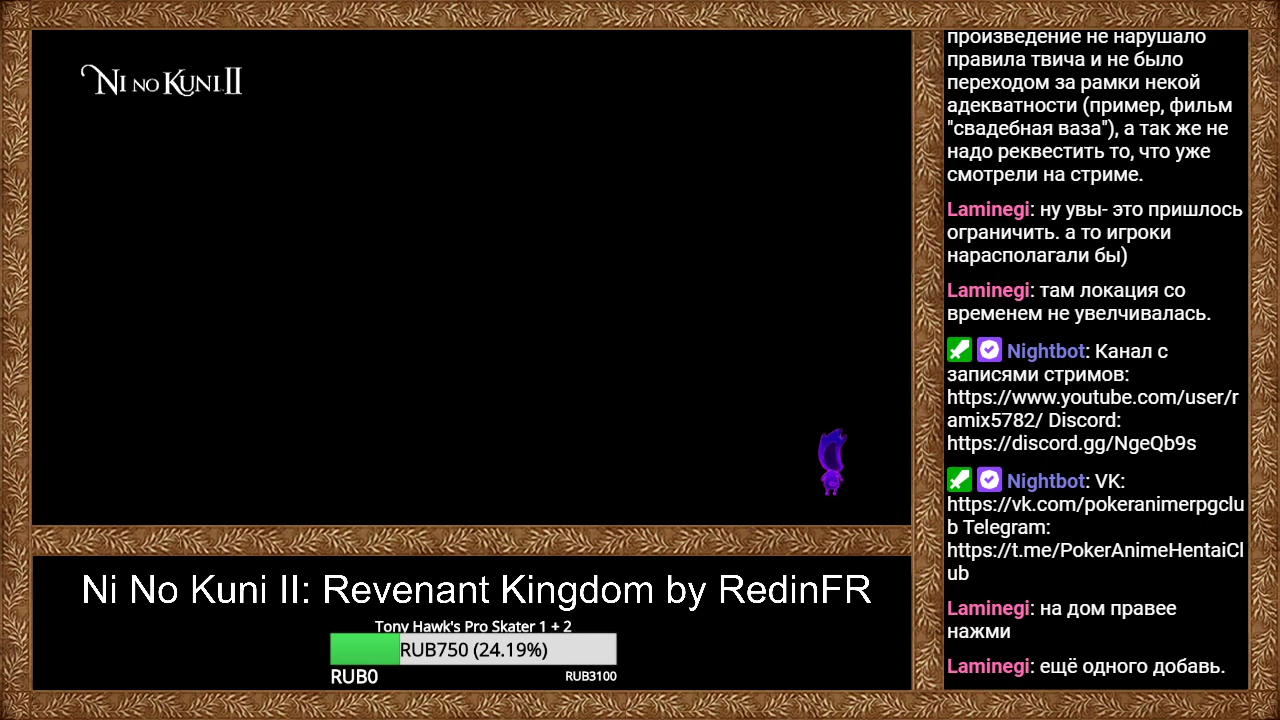 Ni no Kuni II
произведение не нарушало
правила твича и не было
переходом за рамки некой
адекватности (пример, фильм
"свадебная ваза"), а так же не
надо реквестить то, что уже
смотрели на стриме.
Laminegi: ну увы- это пришлось
ограничить. а то игроки
нарасполагали бы)
Laminegi: там локация со
временем не увелчивалась.
Nightbot: Канал с
записями стримов:
https://www.youtube.com/user/r
amix5782/ Discord:
https://discord.gg/NgeQb9s
Nightbot: VK:
https://vk.com/pokeranimerpgclu
b Telegram:
https://t.me/PokerAnimeHentaiCl
ub
Laminegi: на дом правее
нажми
Laminegi: ещё одного добавь.
Ni No Kuni II: Revenant Kingdom by RedinFR
Tony Hawk's Pro Skater 1 + 2
RUB750 (24.19%)
RUB0
RUB3100